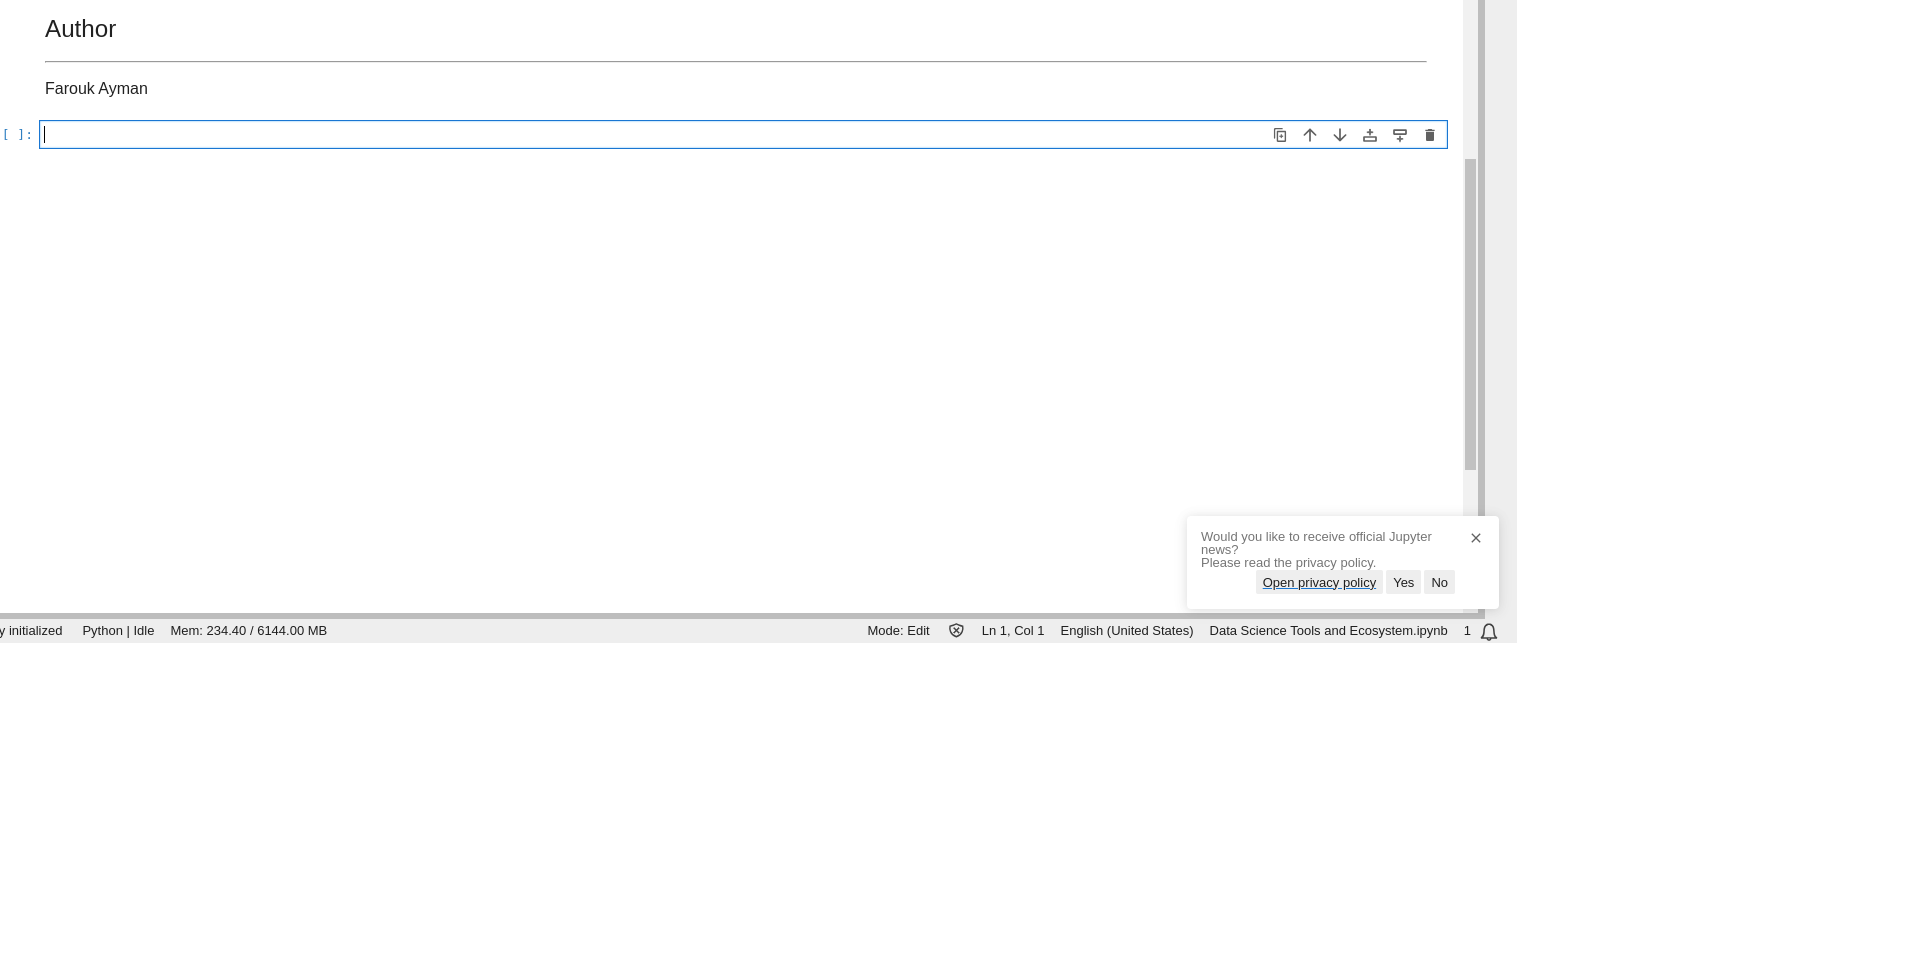 Author
Farouk Ayman
[ ]:
Would you like to receive official Jupyter
news?
Please read the privacy policy.
Open privacy policy Yes No
y initialized Python | Idle Mem: 234.40 / 6144.00 MB Mode: Edit Ln 1, Col 1 English (United States) Data Science Tools and Ecosystem.ipynb 1